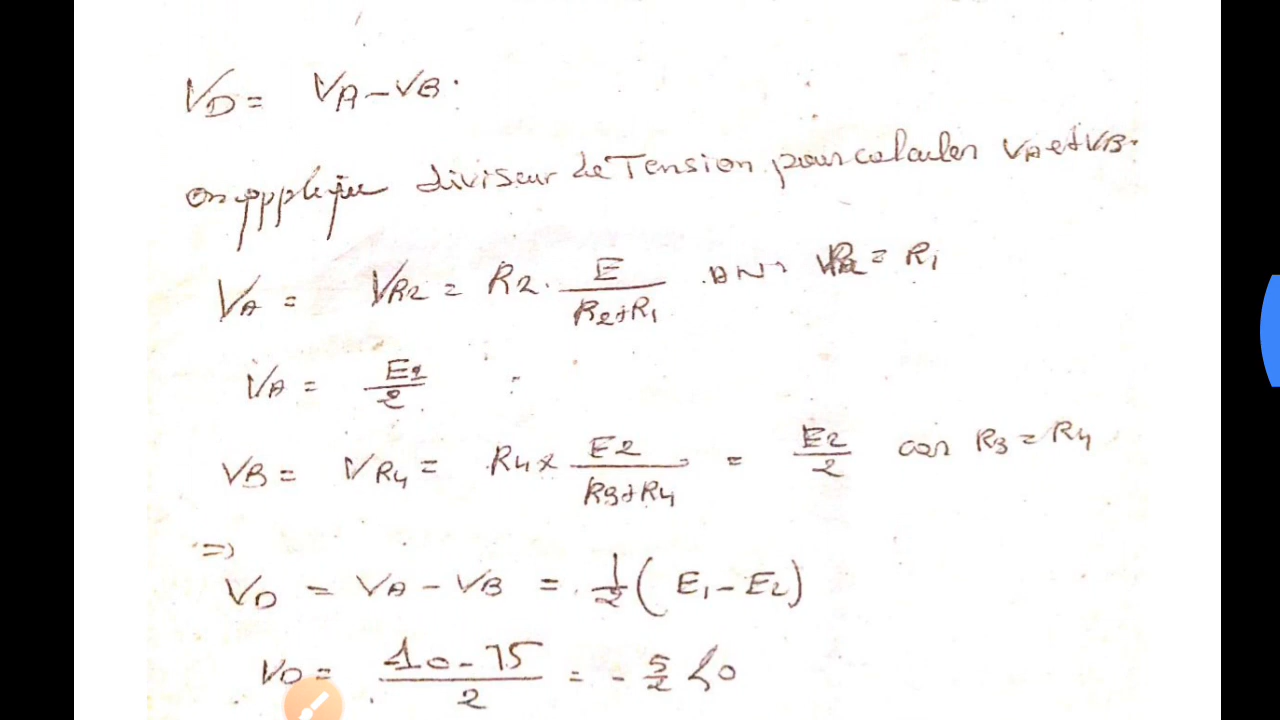 VD = VA - VB.
on applique diviseur de Tension pour calculer VA et VB.
VA = VR2 = R2 . E / (R2+R1) = R1
VA = E1 / 2
VB = VR4 = R4 x E2 / (R3+R4) = E2 / 2 car R3 = R4
=>
VD = VA - VB = 1/2 ( E1 - E2 )
VD = (10 - 15) / 2 = - 5/2 < 0